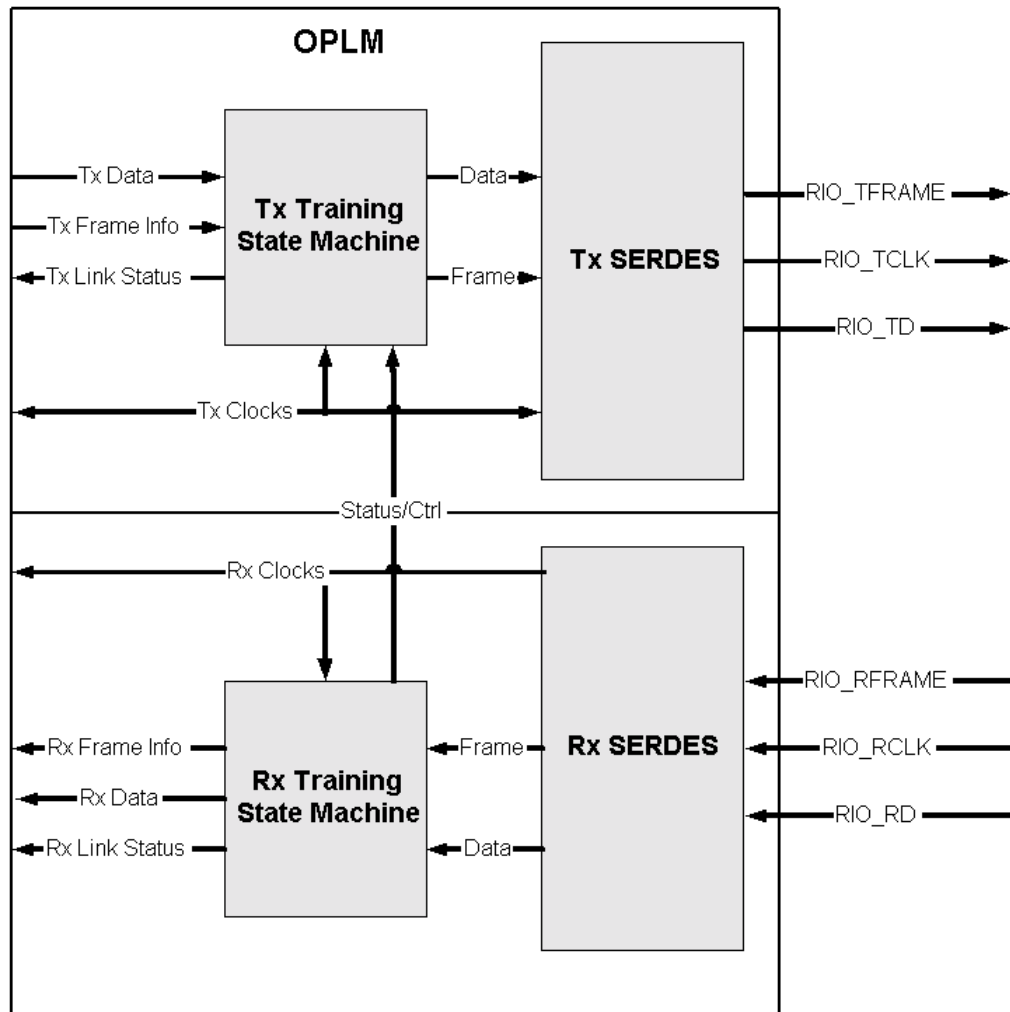 OPLM
Tx Data
Data
Tx Training
State Machine
Tx Frame Info
Tx Link Status
Frame
Tx SERDES
RIO_TFRAME
RIO_TCLK
RIO_TD
Tx Clocks
Status/Ctrl
Rx Clocks
RIO_RFRAME
Rx Frame Info
Frame
Rx SERDES
RIO_RCLK
Rx Training
State Machine
Rx Data
RIO_RD
Rx Link Status
Data